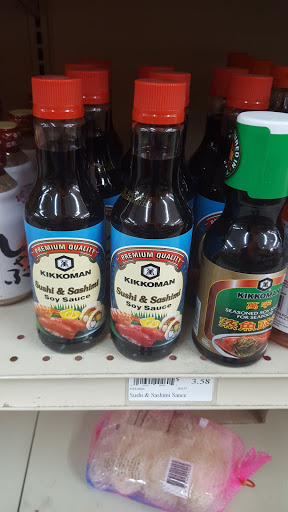 PREMIUM QUALITY
KIKKOMAN
Sushi & Sashimi
Soy Sauce
PREMIUM QUALITY
KIKKOMAN
Sushi & Sashimi
Soy Sauce
KIKKOMAN
SEASONED SOY
FOR SEAFOOD
3.58
Sushi & Sashimi Sauce